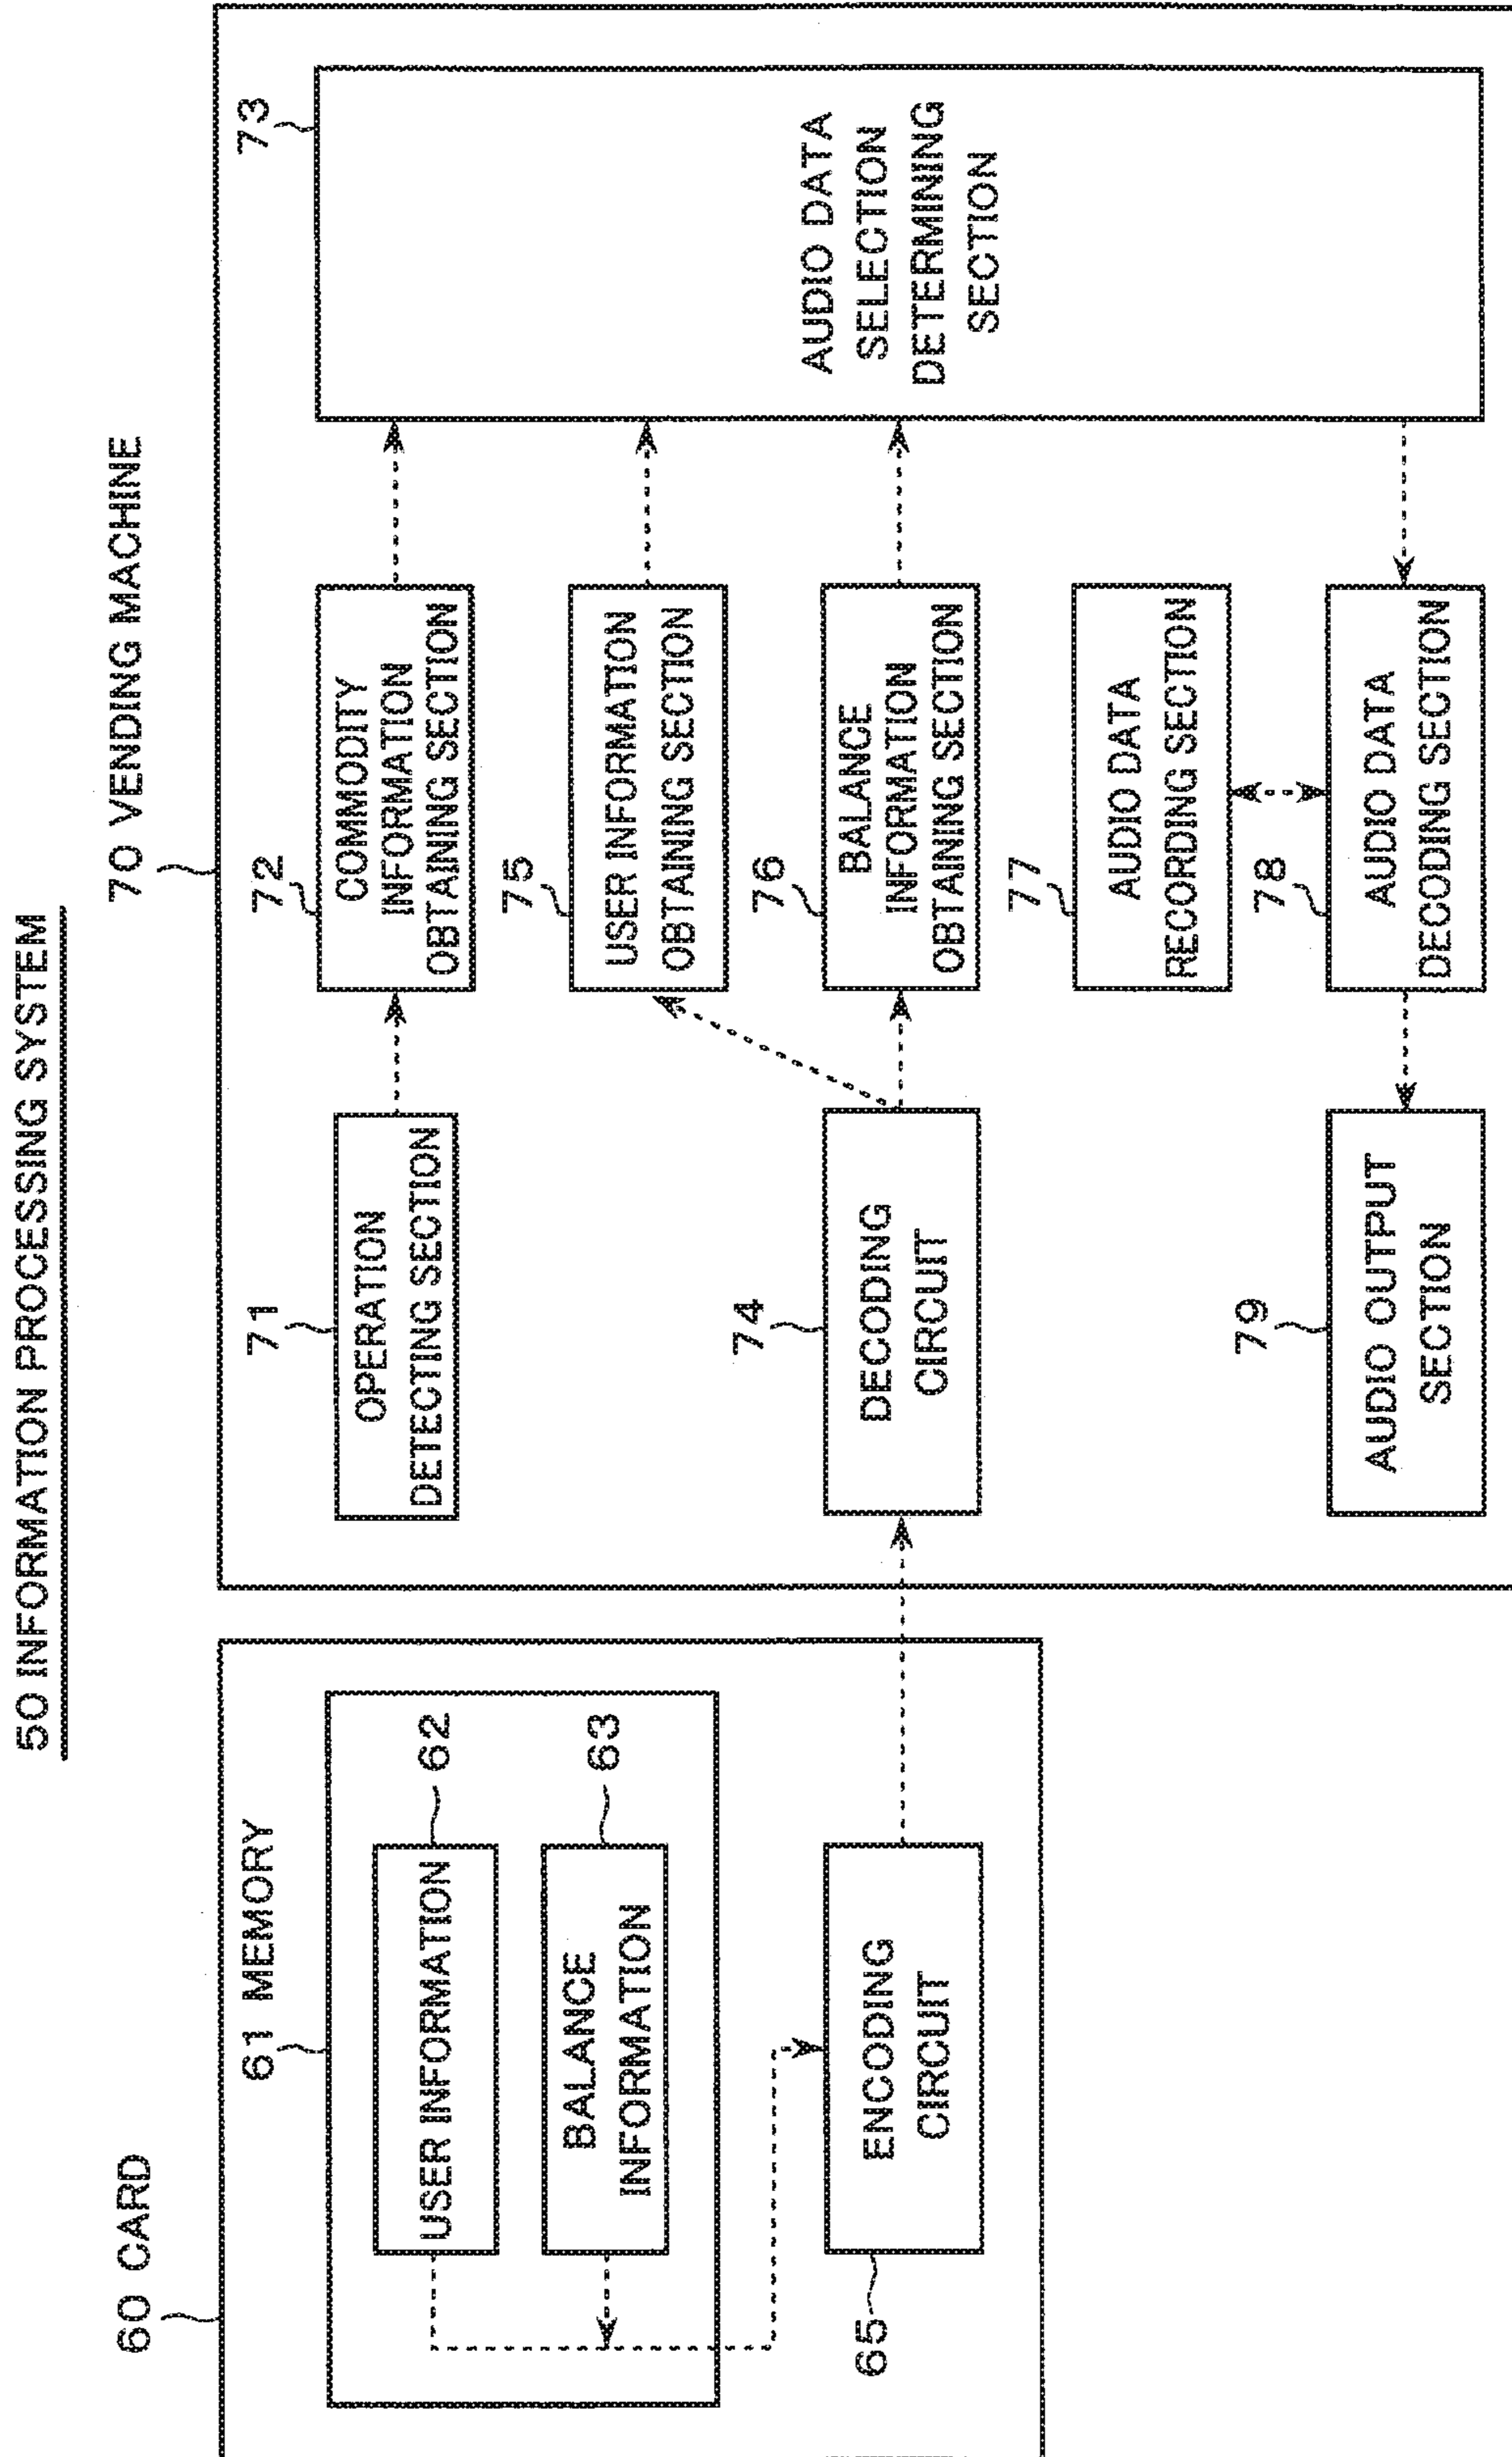 50 INFORMATION PROCESSING SYSTEM
60 CARD
61 MEMORY
USER INFORMATION
62
BALANCE
INFORMATION
63
ENCODING
CIRCUIT
65
70 VENDING MACHINE
71
OPERATION
DETECTING SECTION
72
COMMODITY
INFORMATION
OBTAINING SECTION
73
AUDIO DATA
SELECTION
DETERMINING
SECTION
74
DECODING
CIRCUIT
75
USER INFORMATION
OBTAINING SECTION
76
BALANCE
INFORMATION
OBTAINING SECTION
77
AUDIO DATA
RECORDING SECTION
78
AUDIO DATA
DECODING SECTION
79
AUDIO OUTPUT
SECTION